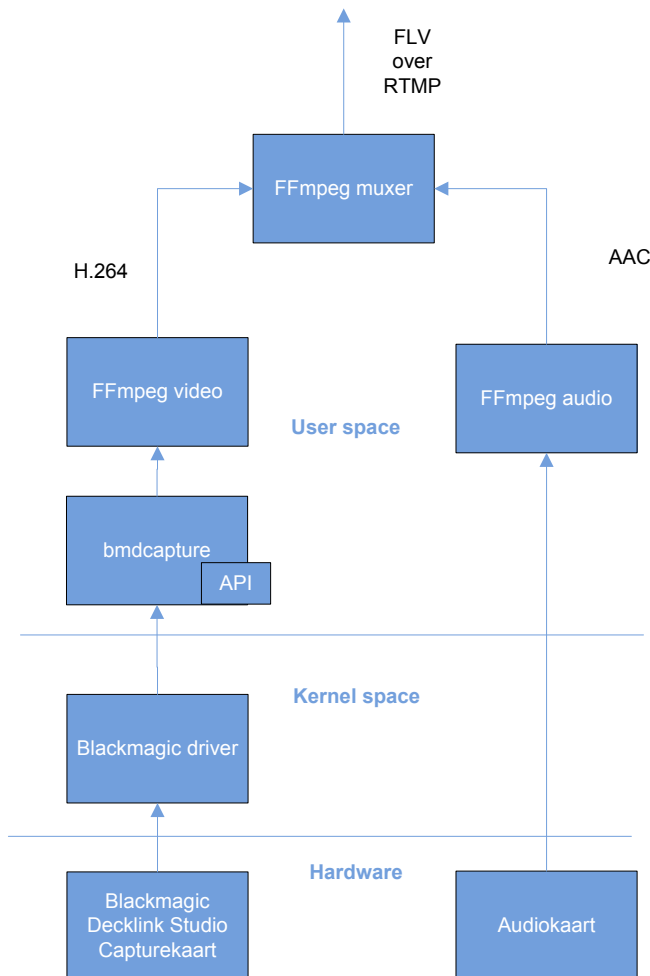 FLV
over
RTMP
FFmpeg muxer
H.264
AAC
FFmpeg video
FFmpeg audio
User space
bmdcapture
API
Kernel space
Blackmagic driver
Hardware
Blackmagic
Decklink Studio
Capturekaart
Audiokaart